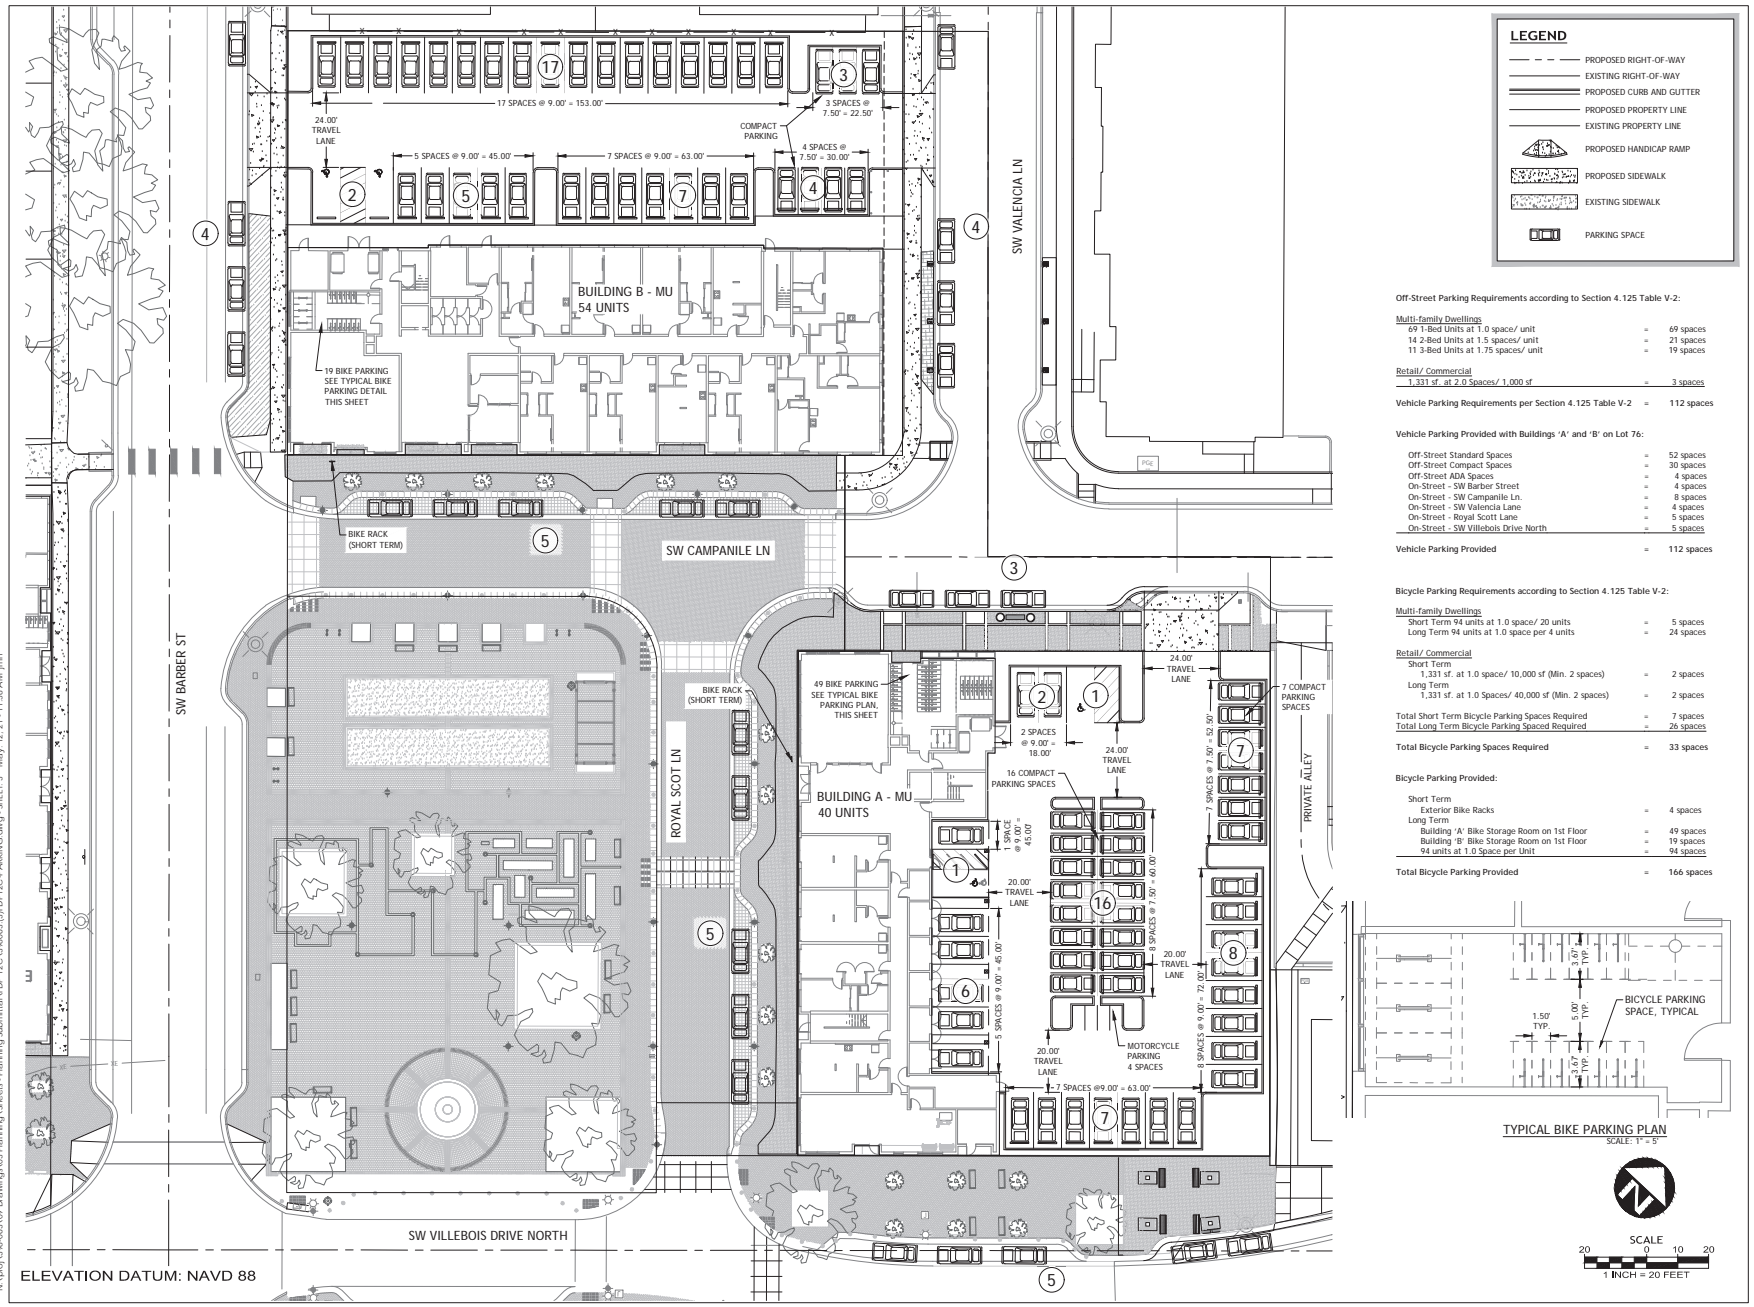 17
3
17 SPACES @ 9.00' = 153.00'
3 SPACES @
7.50' = 22.50'
24.00'
TRAVEL
LANE
COMPACT
PARKING
5 SPACES @ 9.00' = 45.00'
7 SPACES @ 9.00' = 63.00'
4 SPACES @
7.50' = 30.00'
2
5
7
4
4
4
SW VALENCIA LN
BUILDING B - MU
54 UNITS
19 BIKE PARKING
SEE TYPICAL BIKE
PARKING DETAIL
THIS SHEET
PGE
BIKE RACK
(SHORT TERM)
5
SW CAMPANILE LN
3
SW BARBER ST
ROYAL SCOT LN
BIKE RACK
(SHORT TERM)
49 BIKE PARKING
SEE TYPICAL BIKE
PARKING PLAN,
THIS SHEET
2
1
2 SPACES
@ 9.00' =
18.00'
24.00'
TRAVEL
LANE
24.00'
TRAVEL
LANE
7 COMPACT
PARKING
SPACES
7
7 SPACES @ 7.50' = 52.50'
PRIVATE ALLEY
16 COMPACT
PARKING SPACES
BUILDING A - MU
40 UNITS
1 SPACE
@ 9.00' =
45.00'
1
20.00'
TRAVEL
LANE
16
8 SPACES @ 7.50' = 60.00'
20.00'
TRAVEL
LANE
8
8 SPACES @ 9.00' = 72.00'
5
6
5 SPACES @ 9.00' = 45.00'
20.00'
TRAVEL
LANE
MOTORCYCLE
PARKING
4 SPACES
7 SPACES @9.00' = 63.00'
7
XE
XE
SW VILLEBOIS DRIVE NORTH
5
ELEVATION DATUM: NAVD 88
LEGEND
PROPOSED RIGHT-OF-WAY
EXISTING RIGHT-OF-WAY
PROPOSED CURB AND GUTTER
PROPOSED PROPERTY LINE
EXISTING PROPERTY LINE
PROPOSED HANDICAP RAMP
PROPOSED SIDEWALK
EXISTING SIDEWALK
PARKING SPACE
Off-Street Parking Requirements according to Section 4.125 Table V-2:
Multi-family Dwellings
69 1-Bed Units at 1.0 space/ unit = 69 spaces
14 2-Bed Units at 1.5 spaces/ unit = 21 spaces
11 3-Bed Units at 1.75 spaces/ unit = 19 spaces
Retail/ Commercial
1,331 sf. at 2.0 Spaces/ 1,000 sf = 3 spaces
Vehicle Parking Requirements per Section 4.125 Table V-2 = 112 spaces
Vehicle Parking Provided with Buildings 'A' and 'B' on Lot 76:
Off-Street Standard Spaces = 52 spaces
Off-Street Compact Spaces = 30 spaces
Off-Street ADA Spaces = 4 spaces
On-Street - SW Barber Street = 4 spaces
On-Street - SW Campanile Ln. = 8 spaces
On-Street - SW Valencia Lane = 4 spaces
On-Street - Royal Scott Lane = 5 spaces
On-Street - SW Villebois Drive North = 5 spaces
Vehicle Parking Provided = 112 spaces
Bicycle Parking Requirements according to Section 4.125 Table V-2:
Multi-family Dwellings
Short Term 94 units at 1.0 space/ 20 units = 5 spaces
Long Term 94 units at 1.0 space per 4 units = 24 spaces
Retail/ Commercial
Short Term
1,331 sf. at 1.0 space/ 10,000 sf (Min. 2 spaces) = 2 spaces
Long Term
1,331 sf. at 1.0 Spaces/ 40,000 sf (Min. 2 spaces) = 2 spaces
Total Short Term Bicycle Parking Spaces Required = 7 spaces
Total Long Term Bicycle Parking Spaced Required = 26 spaces
Total Bicycle Parking Spaces Required = 33 spaces
Bicycle Parking Provided:
Short Term
Exterior Bike Racks = 4 spaces
Long Term
Building 'A' Bike Storage Room on 1st Floor = 49 spaces
Building 'B' Bike Storage Room on 1st Floor = 19 spaces
94 units at 1.0 Space per Unit = 94 spaces
Total Bicycle Parking Provided = 166 spaces
3.67'
TYP.
5.00'
TYP.
1.50'
TYP.
3.67'
TYP.
BICYCLE PARKING
SPACE, TYPICAL
TYPICAL BIKE PARKING PLAN
SCALE: 1" = 5'
N
SCALE
20 0 10 20
1 INCH = 20 FEET